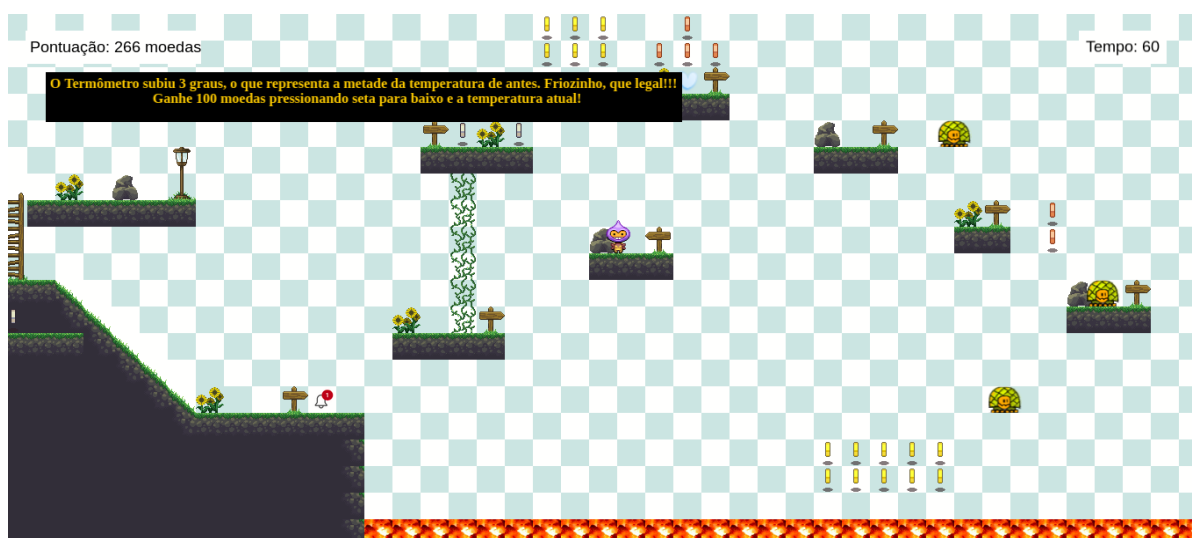 Pontuação: 266 moedas
Tempo: 60
O Termômetro subiu 3 graus, o que representa a metade da temperatura de antes. Friozinho, que legal!!!
Ganhe 100 moedas pressionando seta para baixo e a temperatura atual!